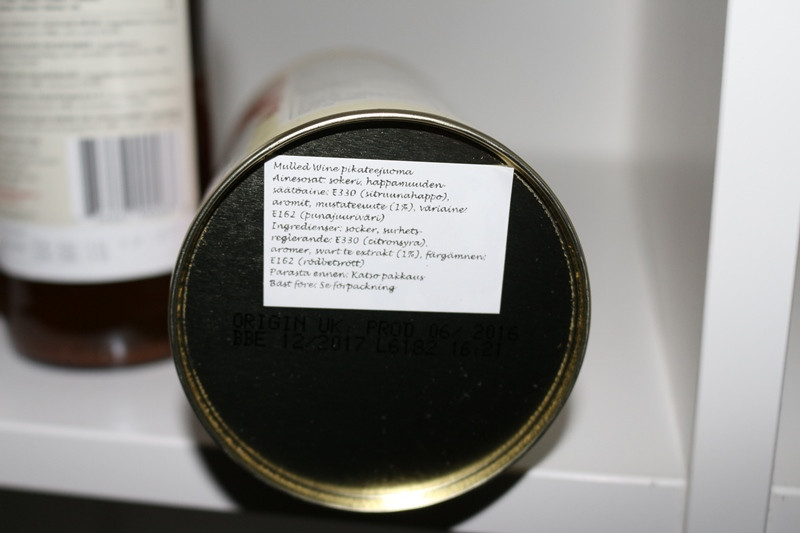 Mulled Wine pikateejuoma
Ainesosat: sokeri, happamuuden-
säätöaine: E330 (sitruunahappo),
aromit, musta teeuute (1%), väriaine:
E162 (punajuuriväri)
Ingredienser: socker, surhets-
reglerande: E330 (citronsyra),
aromer, svart te extrakt (1%), färgämnen:
E162 (rödbetsrött)
Parasta ennen: Katso pakkaus
Bäst före: Se förpackning
ORIGIN UK. PROD 06/ 2016
BBE 12/2017 L6182 16:21